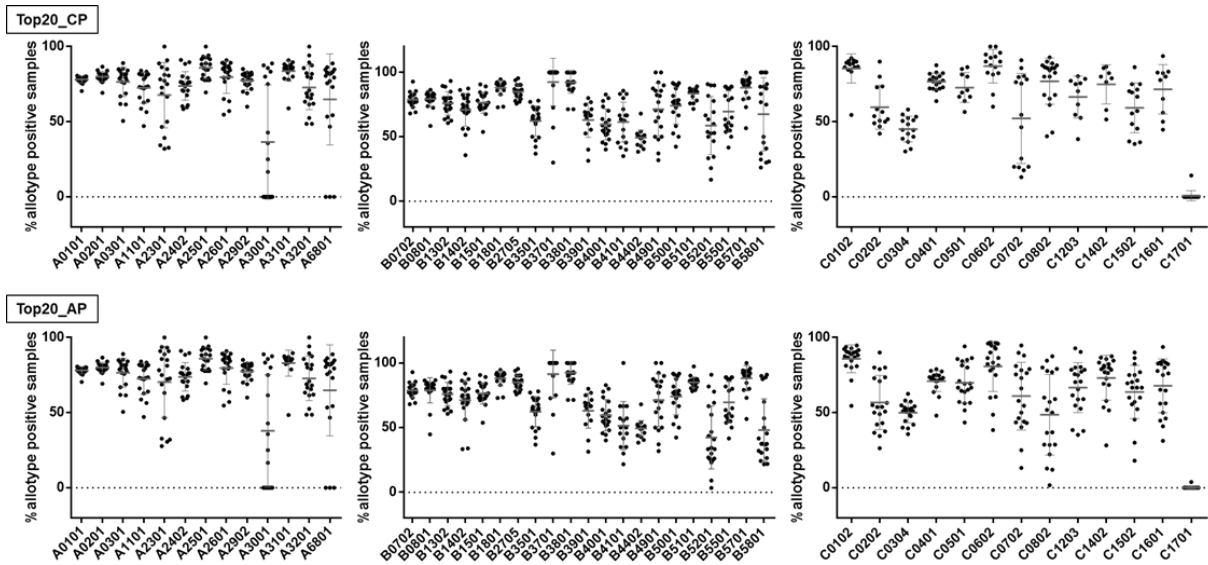 Top20_CP
% allotype positive samples
100
50
0
A0101 A0201 A0301 A1101 A2301 A2402 A2501 A2601 A2902 A3001 A3101 A3201 A6801
% allotype positive samples
100
50
0
B0702 B0801 B1302 B1402 B1501 B1801 B2705 B3501 B3701 B3801 B3901 B4001 B4101 B4402 B4901 B5001 B5101 B5201 B5501 B5701 B5801
% allotype positive samples
100
50
0
C0102 C0202 C0304 C0401 C0501 C0602 C0702 C0802 C1203 C1402 C1502 C1601 C1701
Top20_AP
% allotype positive samples
100
50
0
A0101 A0201 A0301 A1101 A2301 A2402 A2501 A2601 A2902 A3001 A3101 A3201 A6801
% allotype positive samples
100
50
0
B0702 B0801 B1302 B1402 B1501 B1801 B2705 B3501 B3701 B3801 B3901 B4001 B4101 B4402 B4901 B5001 B5101 B5201 B5501 B5701 B5801
% allotype positive samples
100
50
0
C0102 C0202 C0304 C0401 C0501 C0602 C0702 C0802 C1203 C1402 C1502 C1601 C1701